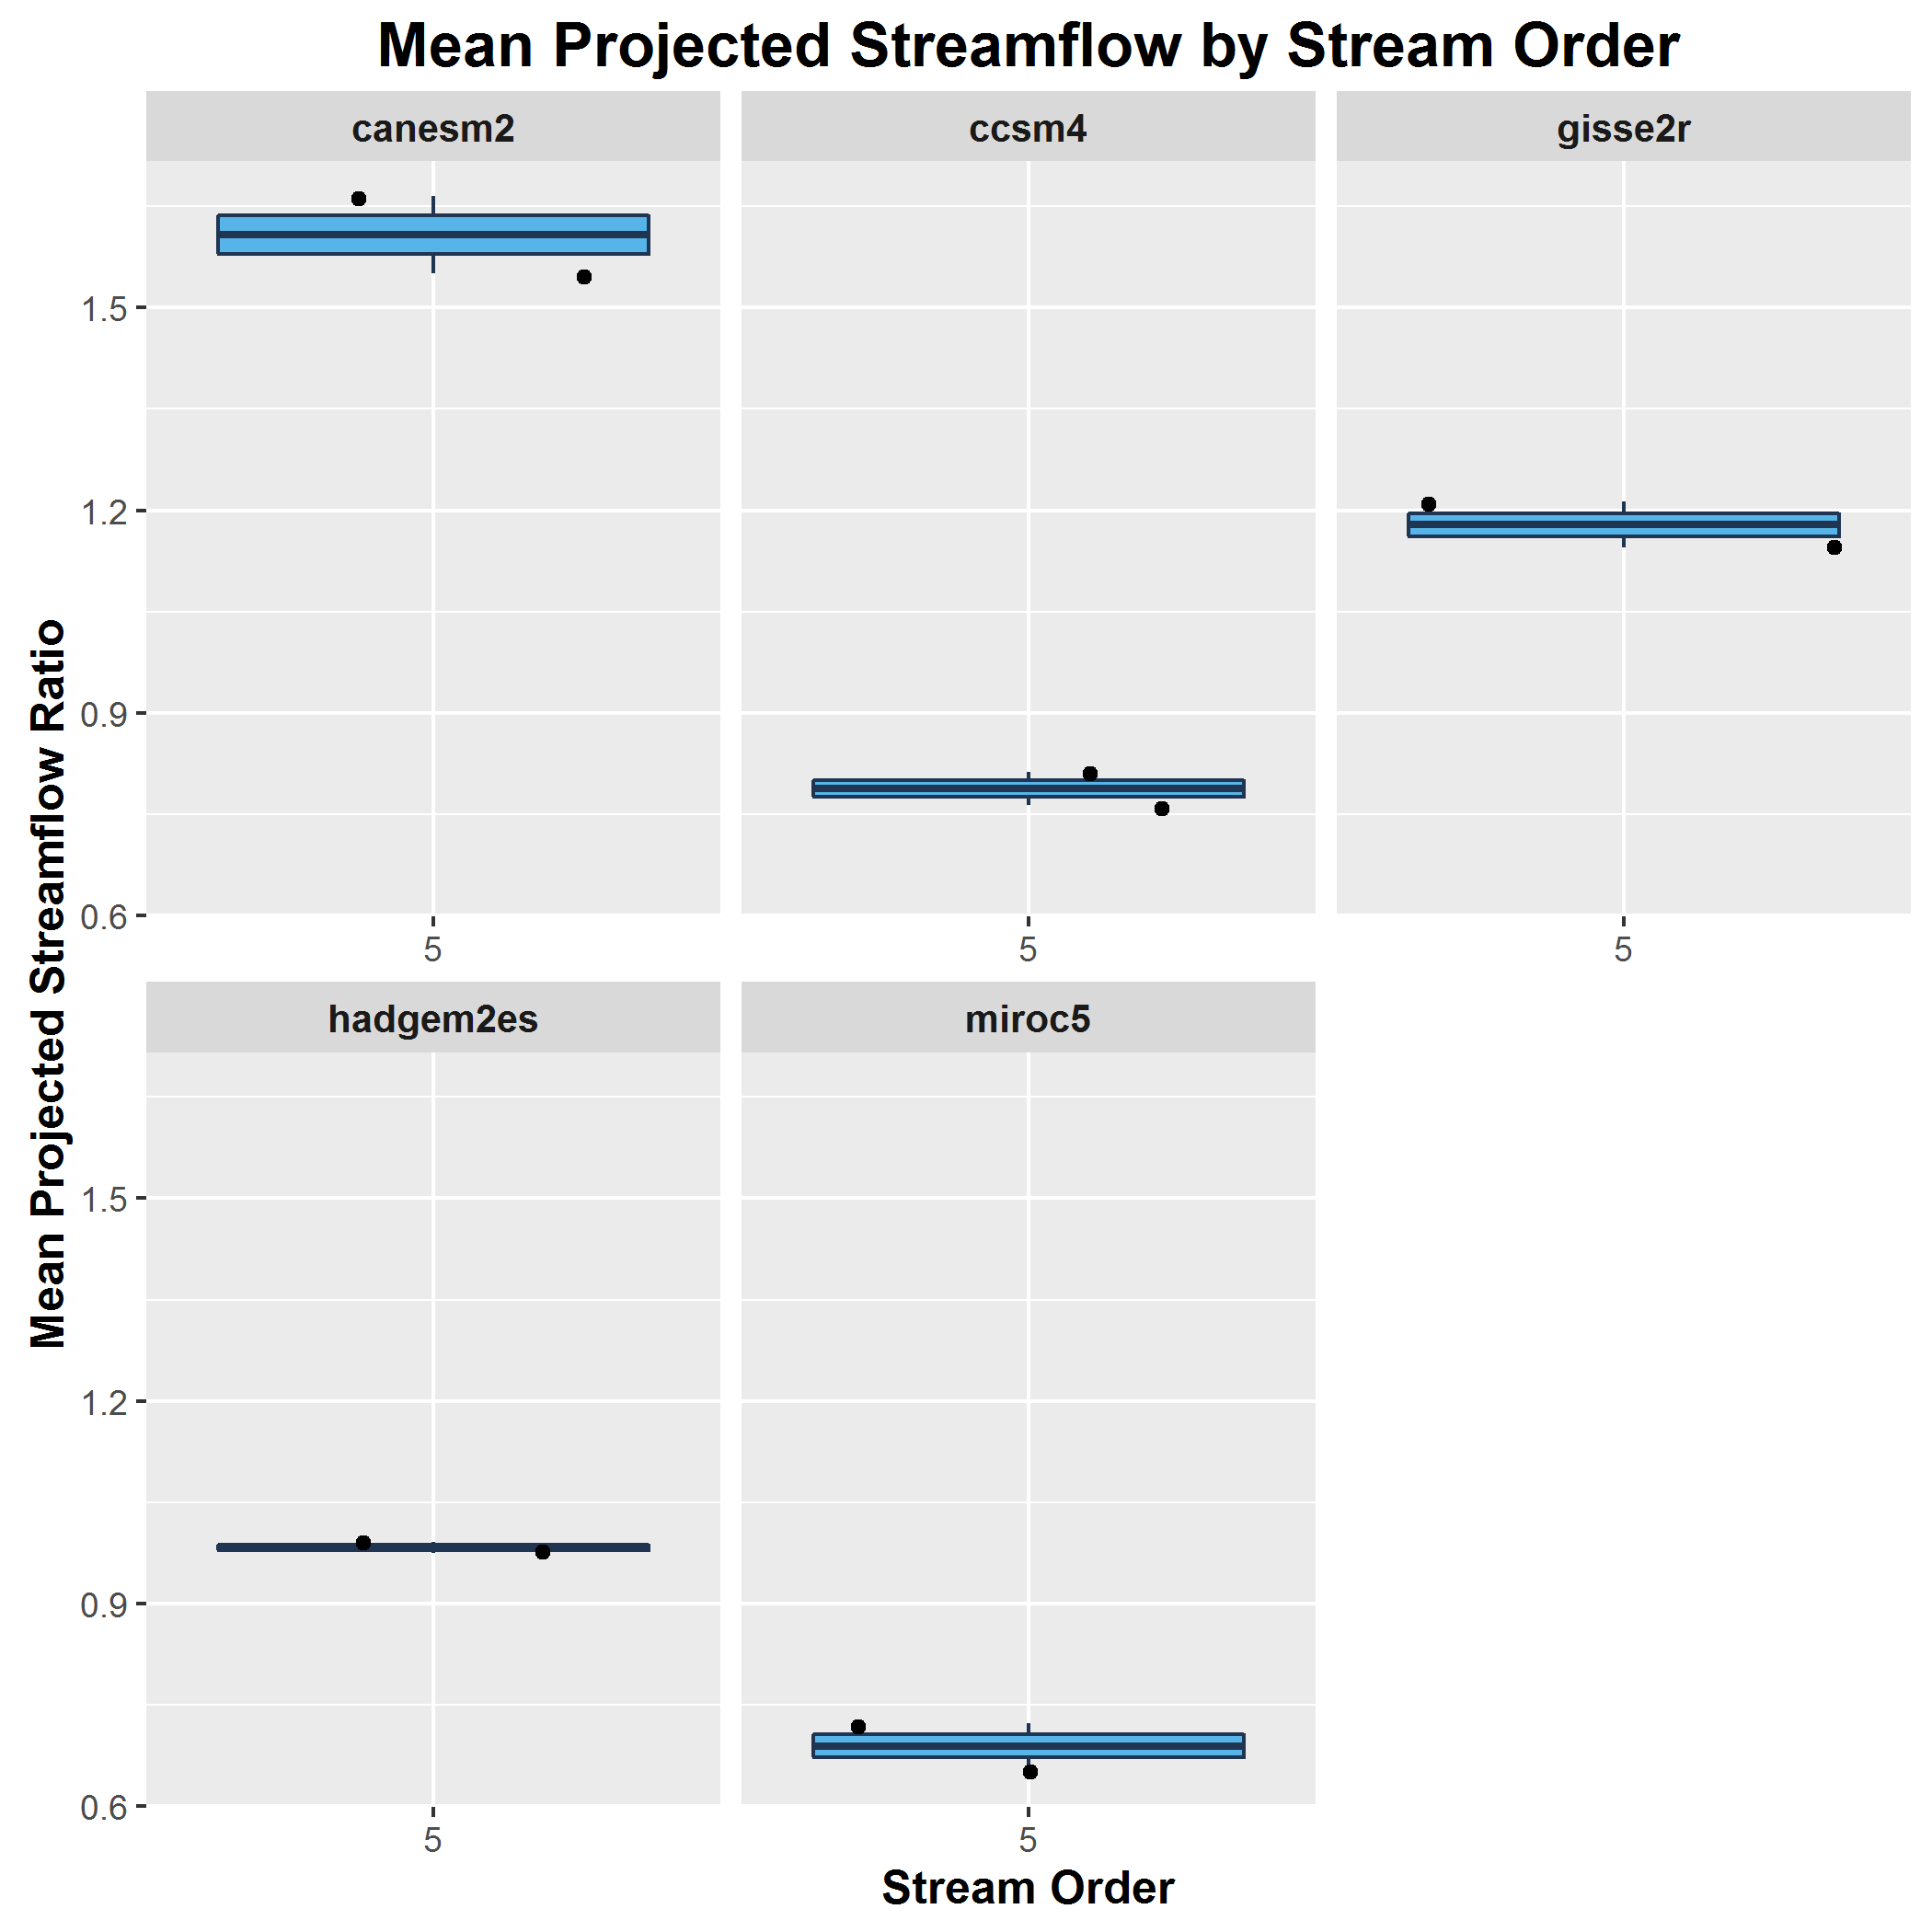 Mean Projected Streamflow by Stream Order
canesm2
ccsm4
gisse2r
1.5
1.2
0.9
0.6
5
5
5
Mean Projected Streamflow Ratio
hadgem2es
miroc5
1.5
1.2
0.9
0.6
5
5
Stream Order